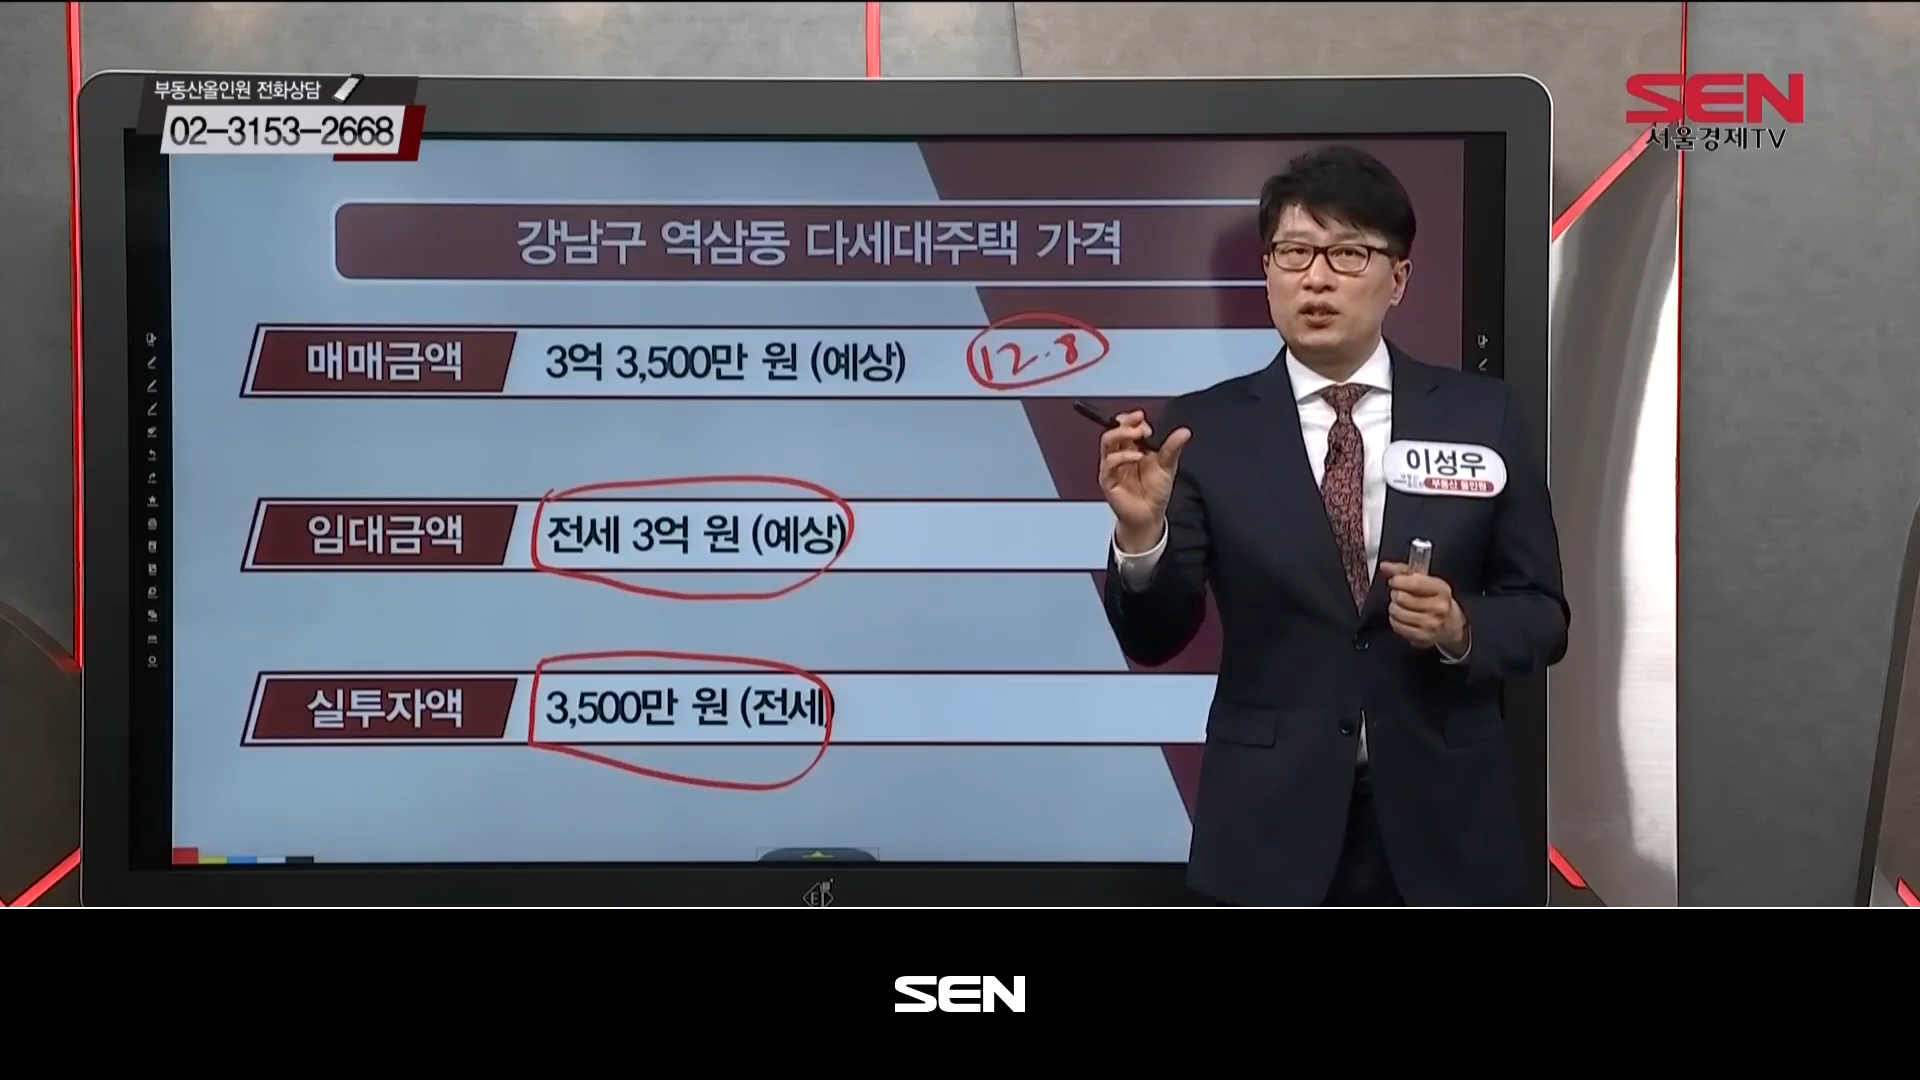 부동산올인원 전화상담
02-3153-2668
SEN
서울경제TV
강남구 역삼동 다세대주택 가격
매매금액
3억 3,500만 원 (예상)
12.8
임대금액
전세 3억 원 (예상)
실투자액
3,500만 원 (전세)
이성우
부동산 올인원
SEN